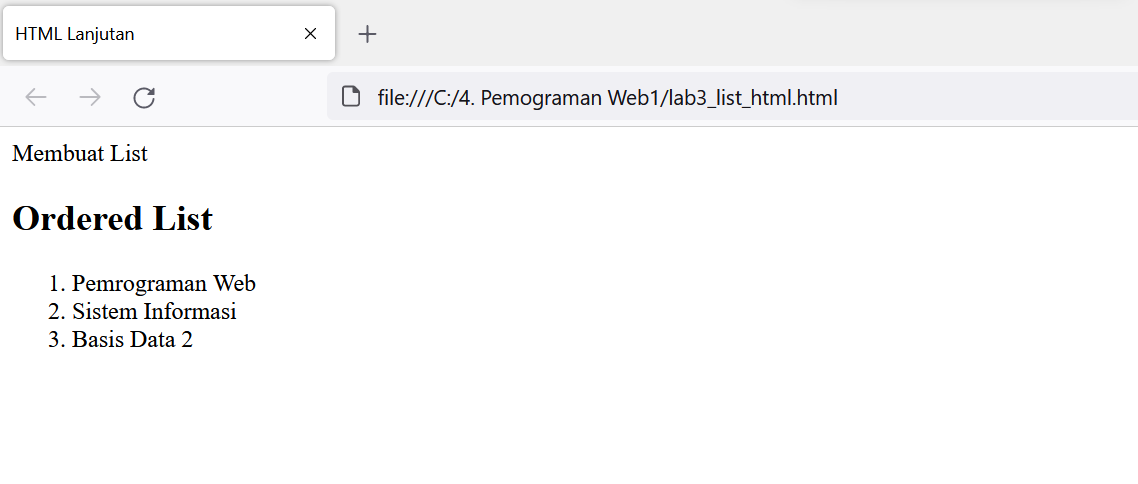 HTML Lanjutan
file:///C:/4. Pemograman Web1/lab3_list_html.html
Membuat List
Ordered List
1. Pemrograman Web
2. Sistem Informasi
3. Basis Data 2